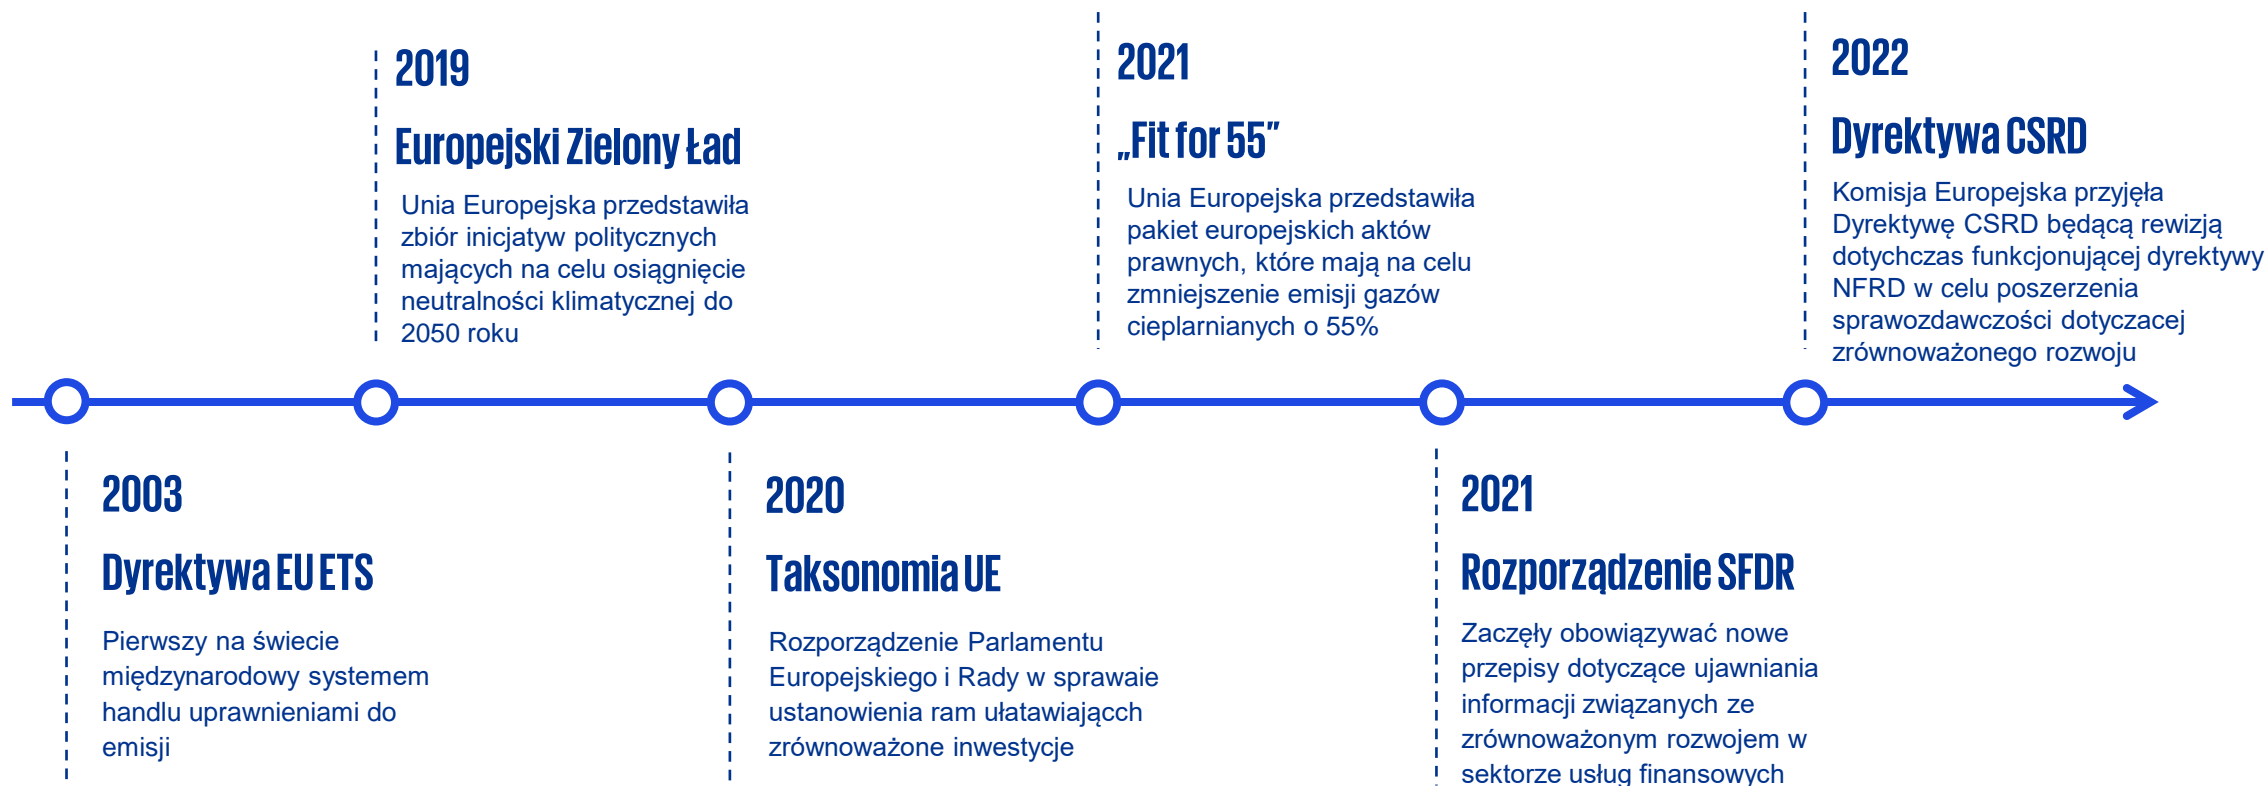 2019
Europejski Zielony Ład
Unia Europejska przedstawiła
zbiór inicjatyw politycznych
mających na celu osiągnięcie
neutralności klimatycznej do
2050 roku
2021
„Fit for 55”
Unia Europejska przedstawiła
pakiet europejskich aktów
prawnych, które mają na celu
zmniejszenie emisji gazów
cieplarnianych o 55%
2022
Dyrektywa CSRD
Komisja Europejska przyjęła
Dyrektywę CSRD będącą rewizją
dotychczas funkcjonującej dyrektywy
NFRD w celu poszerzenia
sprawozdawczości dotyczacej
zrównoważonego rozwoju
2003
Dyrektywa EU ETS
Pierwszy na świecie
międzynarodowy systemem
handlu uprawnieniami do
emisji
2020
Taksonomia UE
Rozporządzenie Parlamentu
Europejskiego i Rady w sprawaie
ustanowienia ram ułatawiającch
zrównoważone inwestycje
2021
Rozporządzenie SFDR
Zaczęły obowiązywać nowe
przepisy dotyczące ujawniania
informacji związanych ze
zrównoważonym rozwojem w
sektorze usług finansowych